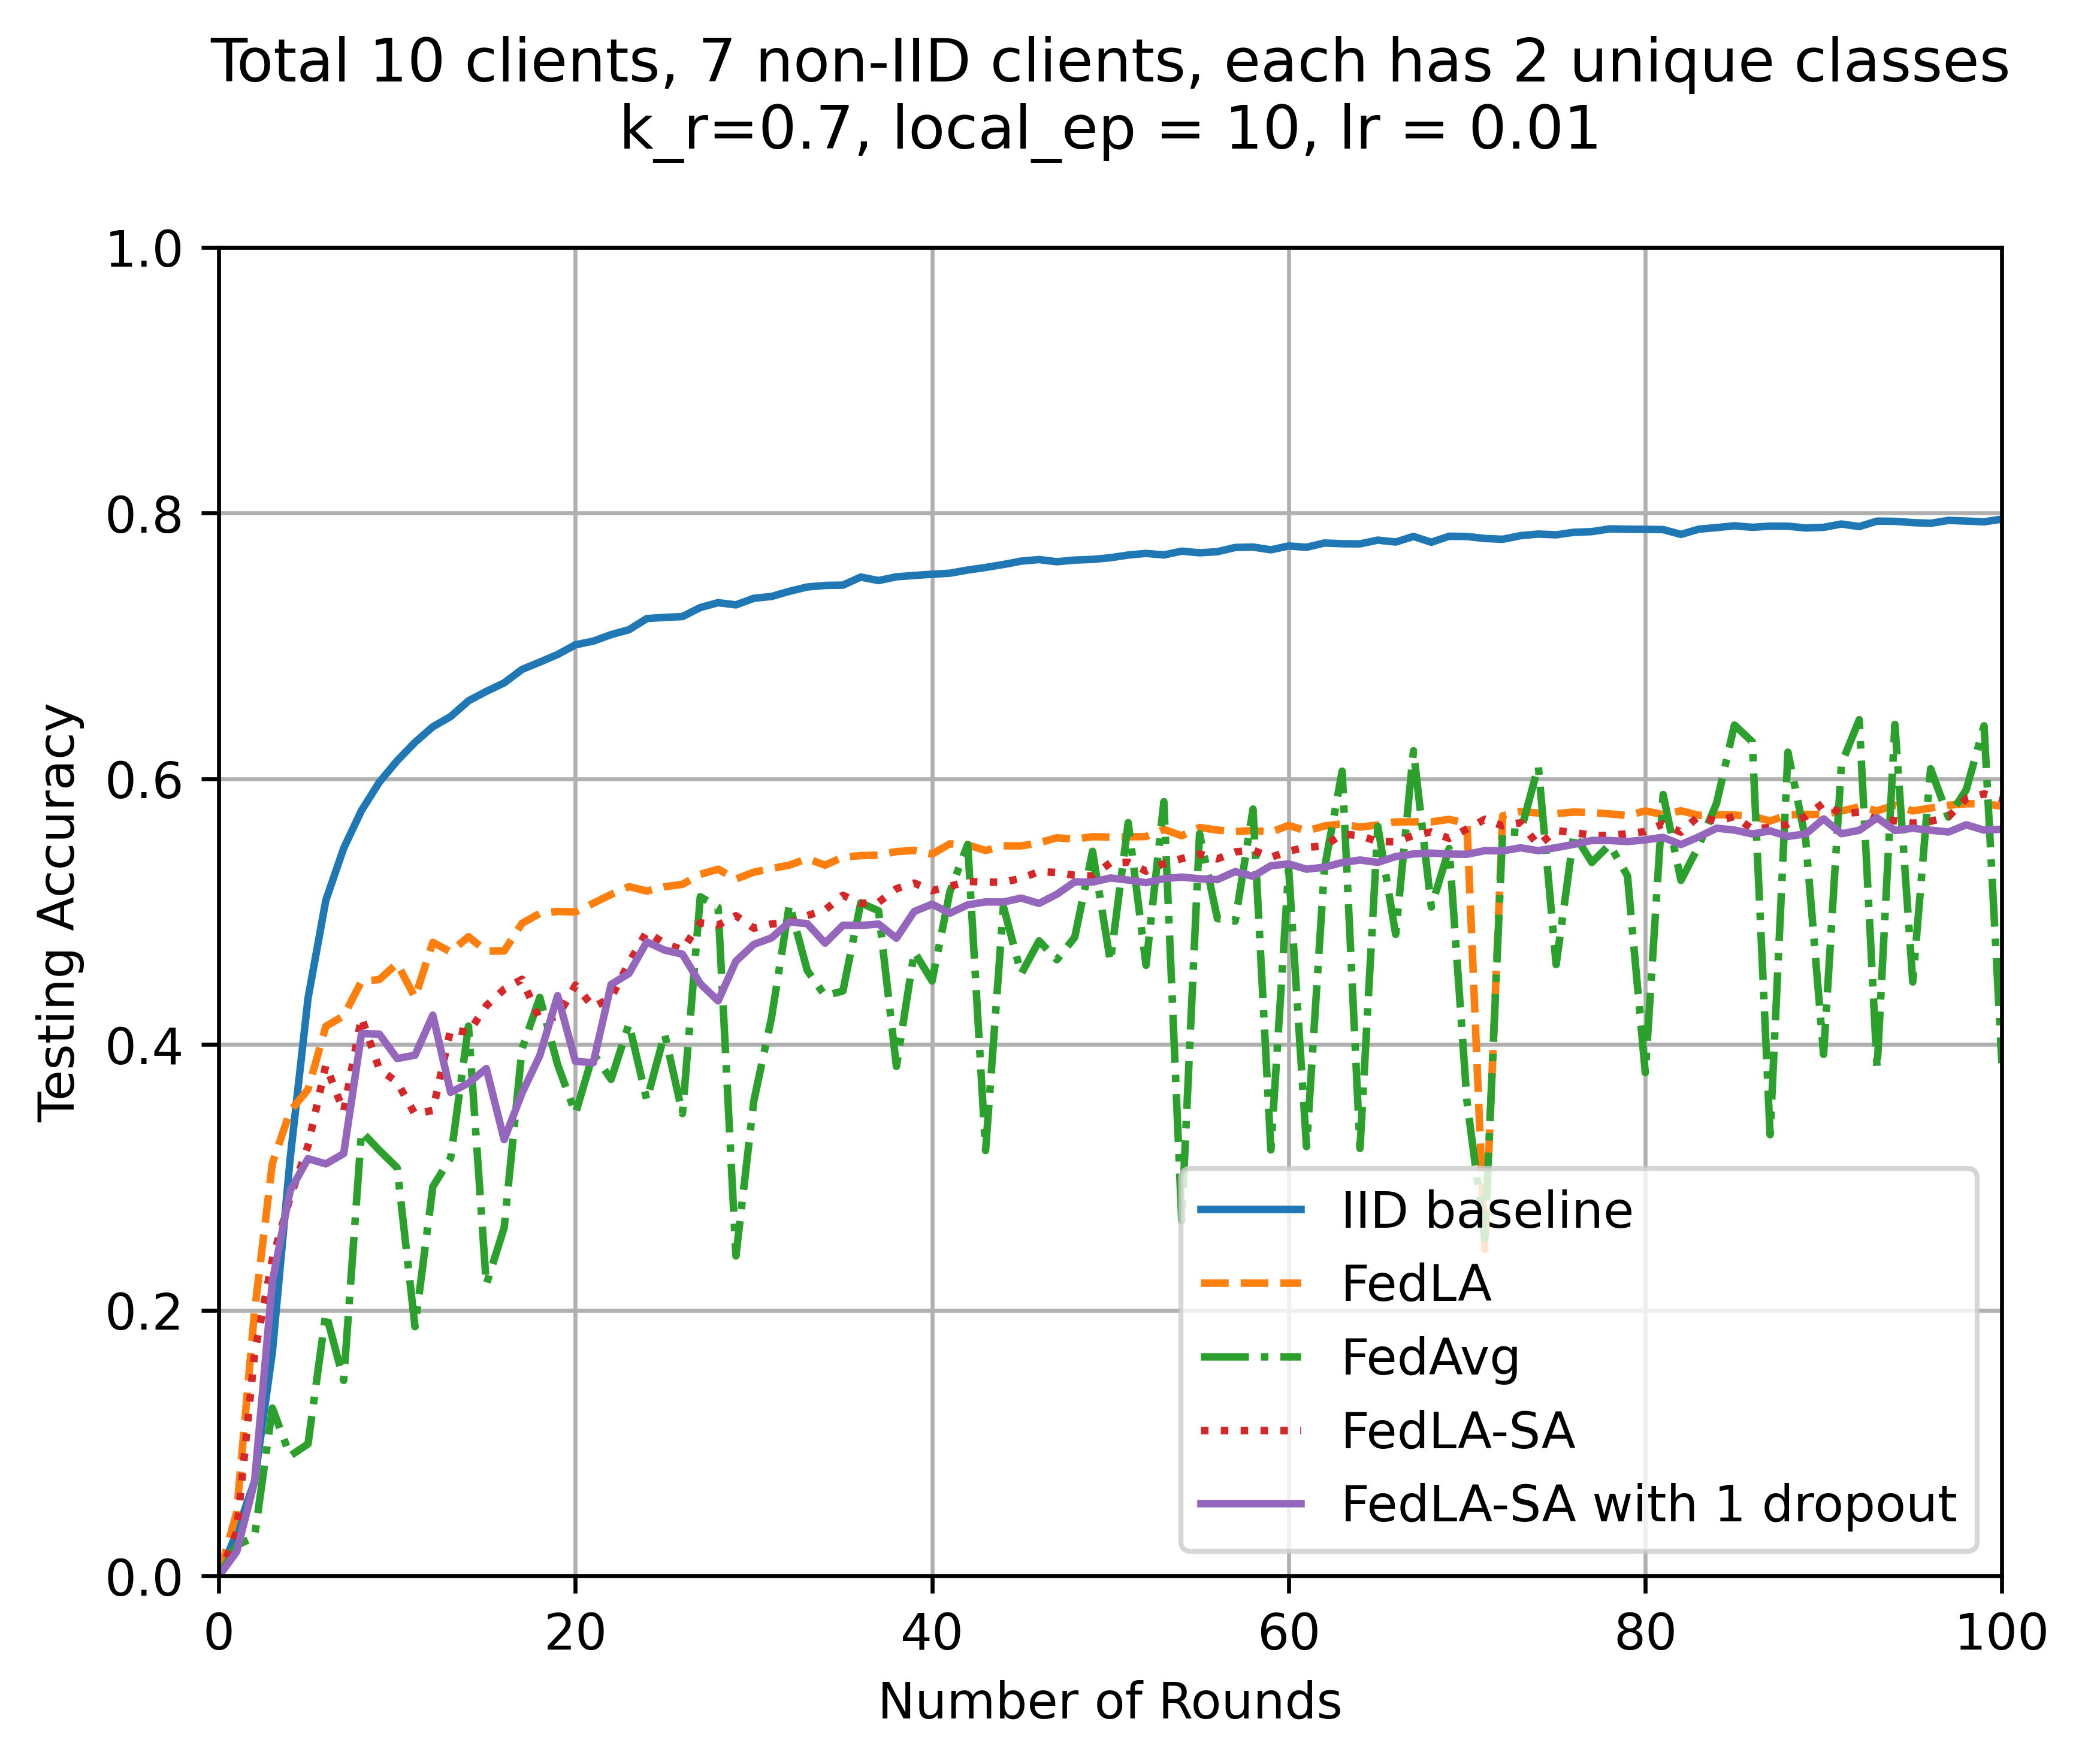 Total 10 clients, 7 non-IID clients, each has 2 unique classes
k_r=0.7, local_ep = 10, lr = 0.01
1.0
0.8
0.6
0.4
0.2
0.0
Testing Accuracy
IID baseline
FedLA
FedAvg
FedLA-SA
FedLA-SA with 1 dropout
0 20 40 60 80 100
Number of Rounds